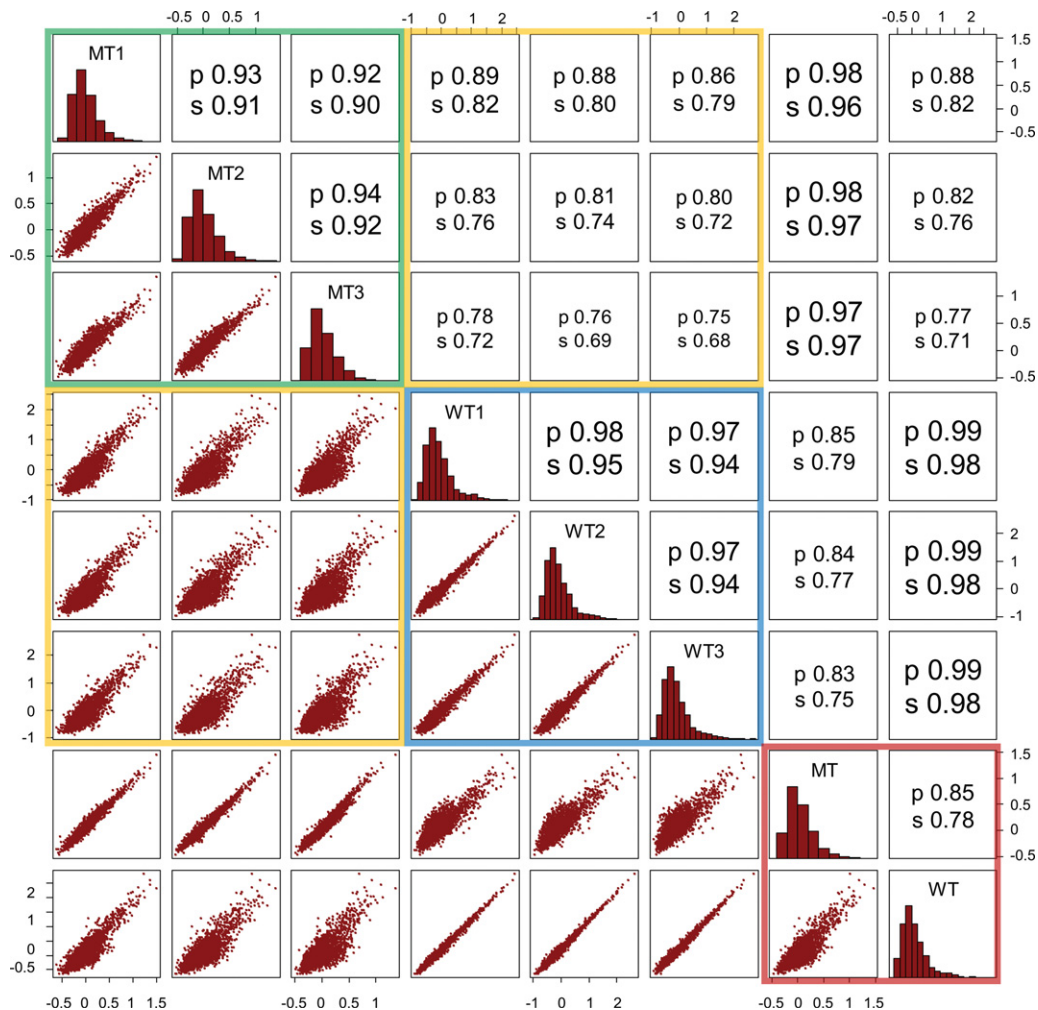 -0.5 0 0.5 1
-1 0 1 2
-1 0 1 2
-0.5 0 1 2
MT1
p 0.93
s 0.91
p 0.92
s 0.90
p 0.89
s 0.82
p 0.88
s 0.80
p 0.86
s 0.79
p 0.98
s 0.96
p 0.88
s 0.82
1.5
1
0.5
0
-0.5
1
0.5
0
-0.5
MT2
p 0.94
s 0.92
p 0.83
s 0.76
p 0.81
s 0.74
p 0.80
s 0.72
p 0.98
s 0.97
p 0.82
s 0.76
MT3
p 0.78
s 0.72
p 0.76
s 0.69
p 0.75
s 0.68
p 0.97
s 0.97
p 0.77
s 0.71
1
0.5
0
-0.5
2
1
0
-1
WT1
p 0.98
s 0.95
p 0.97
s 0.94
p 0.85
s 0.79
p 0.99
s 0.98
WT2
p 0.97
s 0.94
p 0.84
s 0.77
p 0.99
s 0.98
2
1
0
-1
2
1
0
-1
WT3
p 0.83
s 0.75
p 0.99
s 0.98
MT
p 0.85
s 0.78
1.5
1
0.5
0
-0.5
2
1
0
-0.5
WT
-0.5 0 0.5 1 1.5
-0.5 0 0.5 1
-1 0 1 2
-0.5 0 0.5 1 1.5